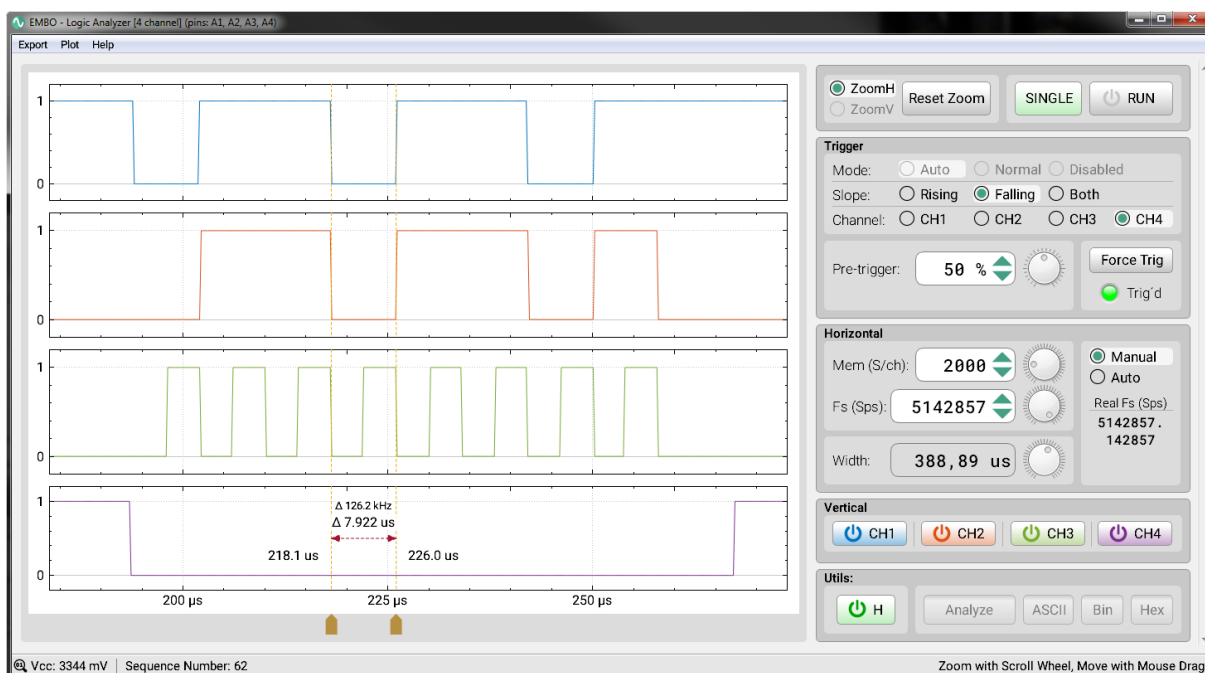 EMBO - Logic Analyzer [4 channel] (pins: A1, A2, A3, A4)
Export Plot Help
1
0
1
0
1
0
1
0
Δ 126.2 kHz
Δ 7.922 us
218.1 us
226.0 us
200 µs
225 µs
250 µs
ZoomH
ZoomV
Reset Zoom
SINGLE
RUN
Trigger
Mode: Auto Normal Disabled
Slope: Rising Falling Both
Channel: CH1 CH2 CH3 CH4
Pre-trigger: 50 %
Force Trig
Trig´d
Horizontal
Mem (S/ch): 2000
Fs (Sps): 5142857
Width: 388,89 us
Manual
Auto
Real Fs (Sps)
5142857.
142857
Vertical
CH1 CH2 CH3 CH4
Utils:
H
Analyze ASCII Bin Hex
Vcc: 3344 mV Sequence Number: 62
Zoom with Scroll Wheel, Move with Mouse Drag